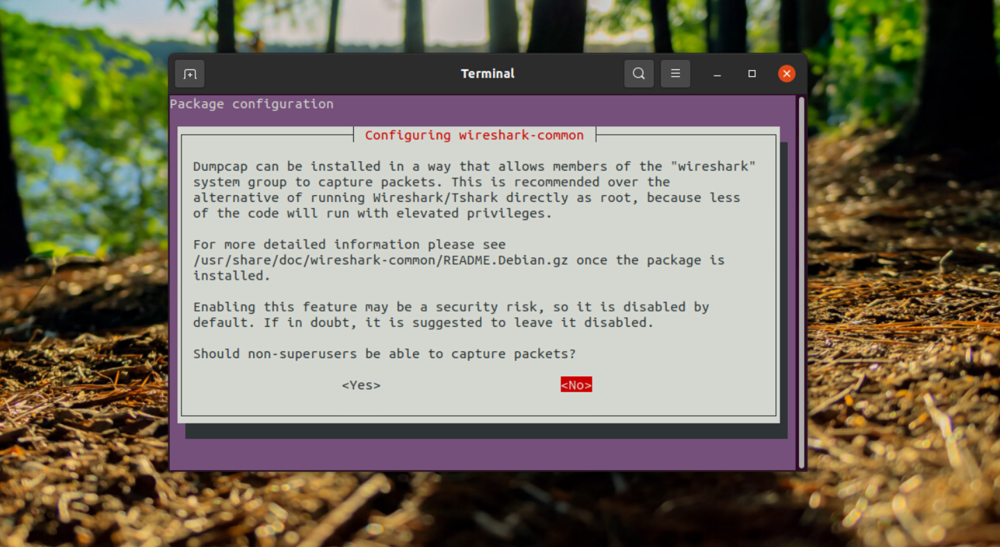 Terminal
Package configuration
Configuring wireshark-common
Dumpcap can be installed in a way that allows members of the "wireshark"
system group to capture packets. This is recommended over the
alternative of running Wireshark/Tshark directly as root, because less
of the code will run with elevated privileges.
For more detailed information please see
/usr/share/doc/wireshark-common/README.Debian.gz once the package is
installed.
Enabling this feature may be a security risk, so it is disabled by
default. If in doubt, it is suggested to leave it disabled.
Should non-superusers be able to capture packets?
<Yes> <No>